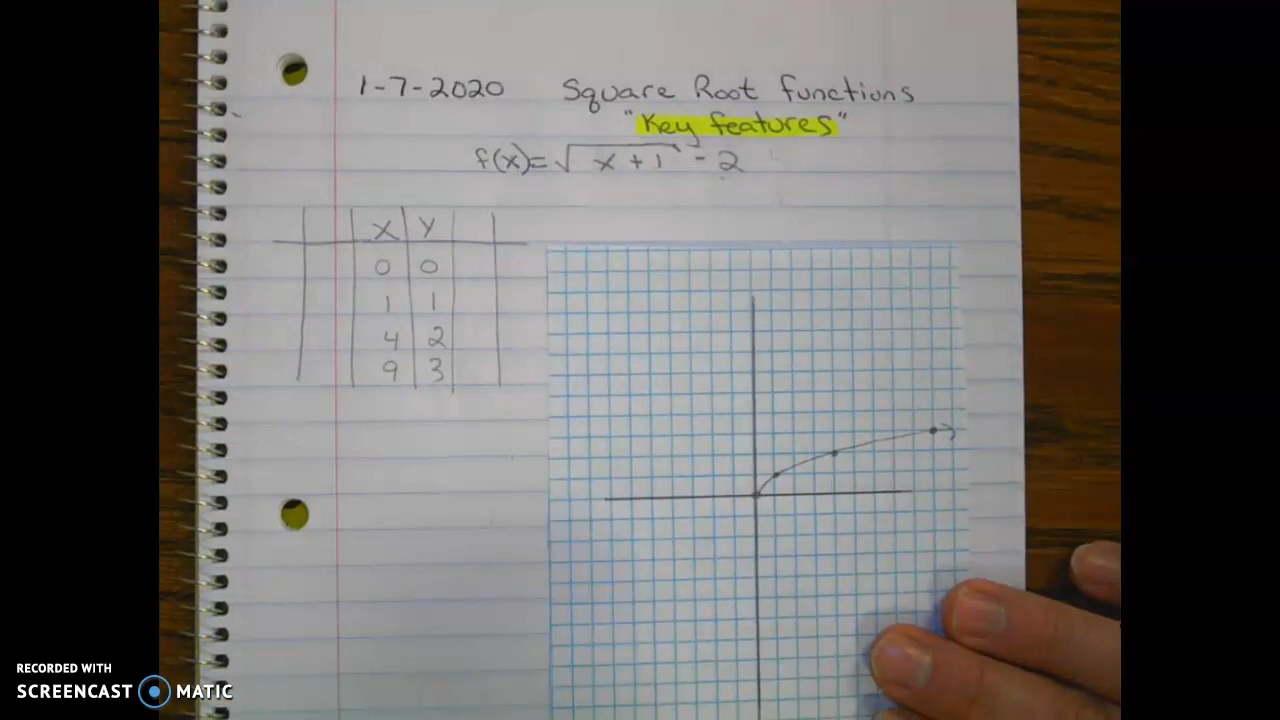 1-7-2020 Square Root functions
"Key features"
f(x)=√x+1 - 2
X Y
0 0
1 1
4 2
9 3
RECORDED WITH
SCREENCAST MATIC